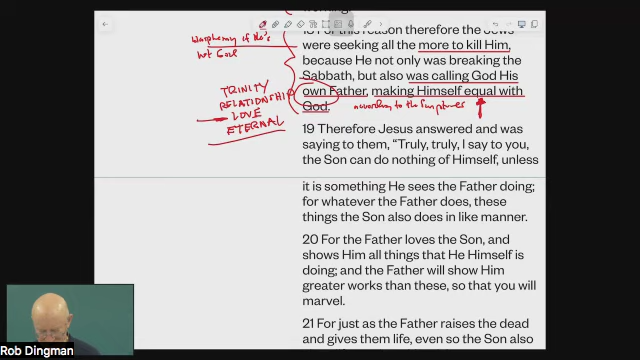 18 For this reason therefore the Jews
were seeking all the more to kill Him,
because He not only was breaking the
Sabbath, but also was calling God His
own Father, making Himself equal with
God.
according to the Scriptures
blasphemy if He's
not God
TRINITY
RELATIONSHIP
LOVE
ETERNAL
19 Therefore Jesus answered and was
saying to them, “Truly, truly, I say to you,
the Son can do nothing of Himself, unless
it is something He sees the Father doing;
for whatever the Father does, these
things the Son also does in like manner.
20 For the Father loves the Son, and
shows Him all things that He Himself is
doing; and the Father will show Him
greater works than these, so that you will
marvel.
21 For just as the Father raises the dead
and gives them life, even so the Son also
Rob Dingman